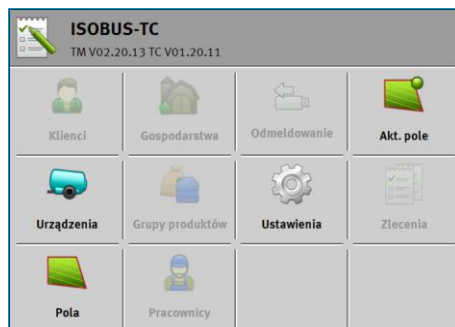 ISOBUS-TC
TM V02.20.13 TC V01.20.11
Klienci
Gospodarstwa
Odmeldowanie
Akt. pole
Urządzenia
Grupy produktów
Ustawienia
Zlecenia
Pola
Pracownicy